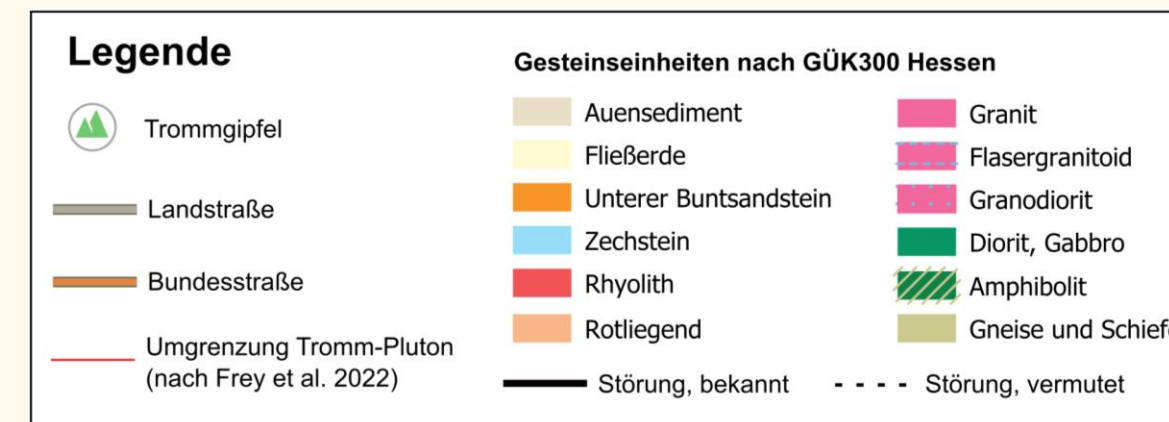 Legende
Trommgipfel
Landstraße
Bundesstraße
Umgrenzung Tromm-Pluton
(nach Frey et al. 2022)
Gesteinseinheiten nach GÜK300 Hessen
Auensediment
Fließerde
Unterer Buntsandstein
Zechstein
Rhyolith
Rotliegend
Granit
Flasergranitoid
Granodiorit
Diorit, Gabbro
Amphibolit
Gneise und
Störung, bekannt
Störung, vermutet